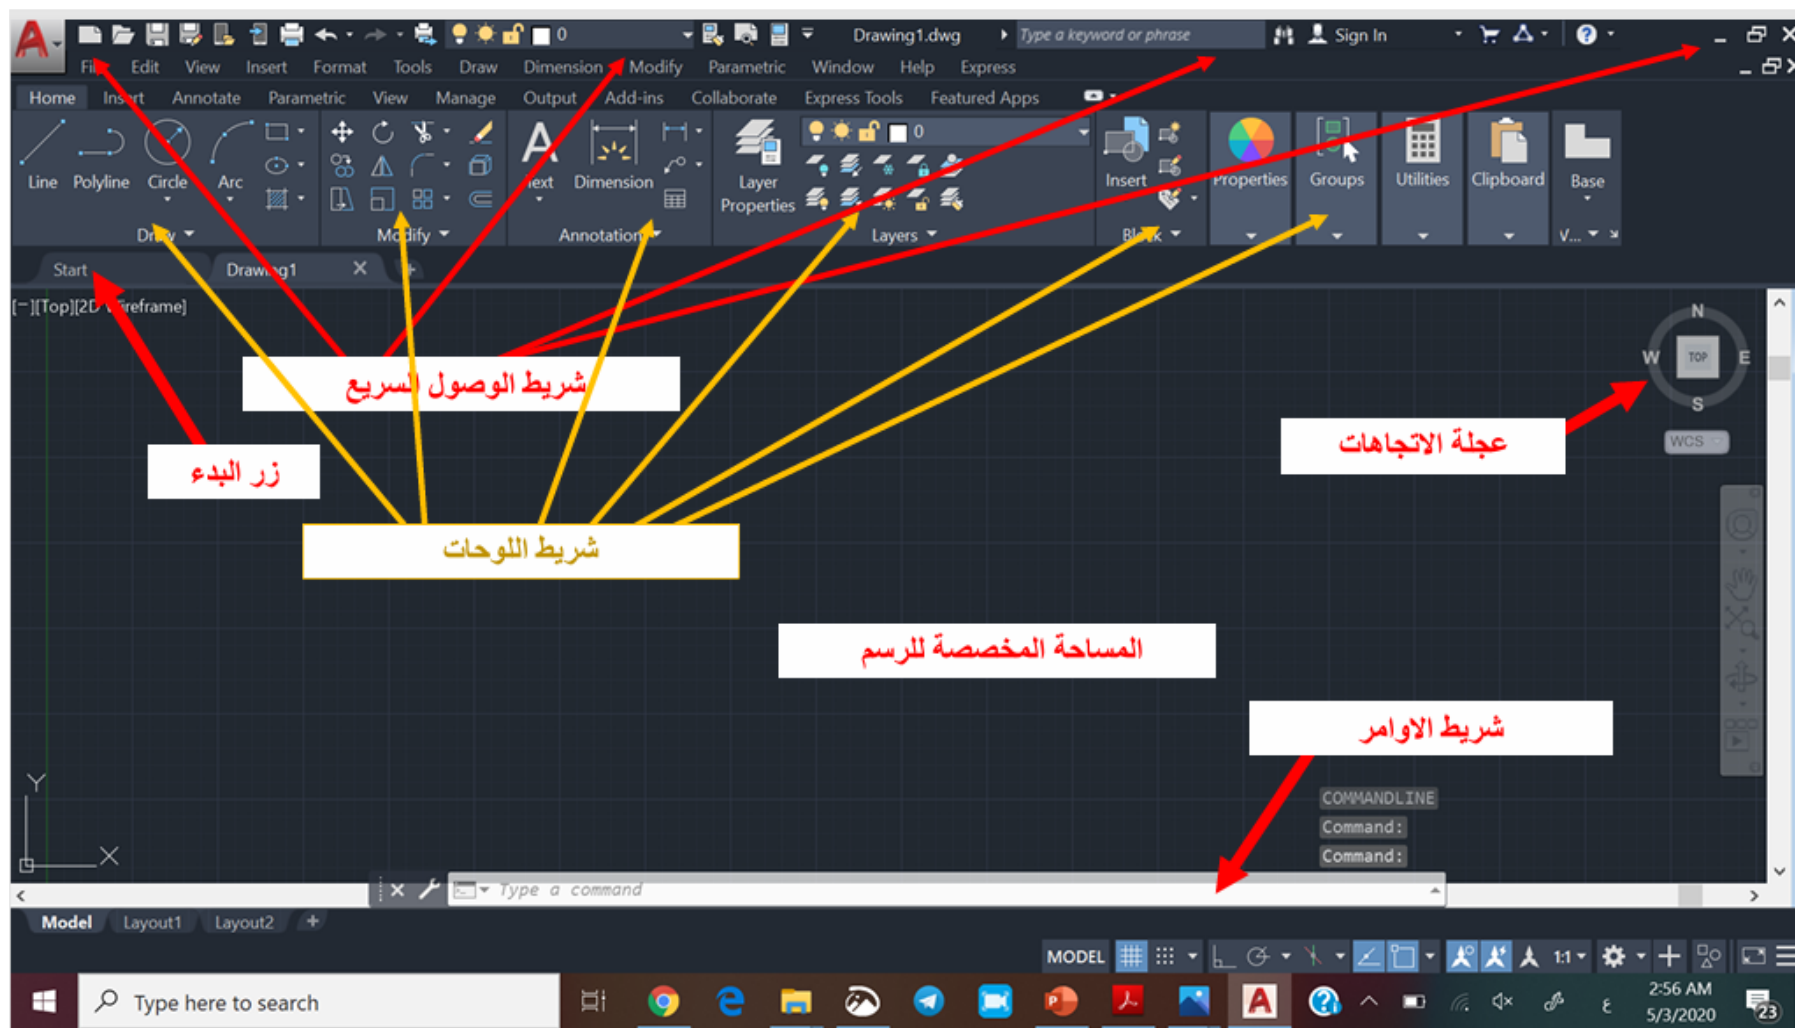 0 Drawing1.dwg Type a keyword or phrase Sign In
File Edit View Insert Format Tools Draw Dimension Modify Parametric Window Help Express
Home Insert Annotate Parametric View Manage Output Add-ins Collaborate Express Tools Featured Apps
0
Line Polyline Circle Arc Text Dimension Layer Properties Insert Properties Groups Utilities Clipboard Base
Draw Modify Annotation Layers Block V...
Start Drawing1
[−][Top][2D Wireframe]
N
W TOP E
S
WCS
شريط الوصول السريع
عجلة الاتجاهات
زر البدء
شريط اللوحات
المساحة المخصصة للرسم
شريط الاوامر
Y
X
COMMANDLINE
Command:
Command:
Type a command
Model Layout1 Layout2 +
MODEL 1:1
Type here to search
ع
2:56 AM
5/3/2020
23